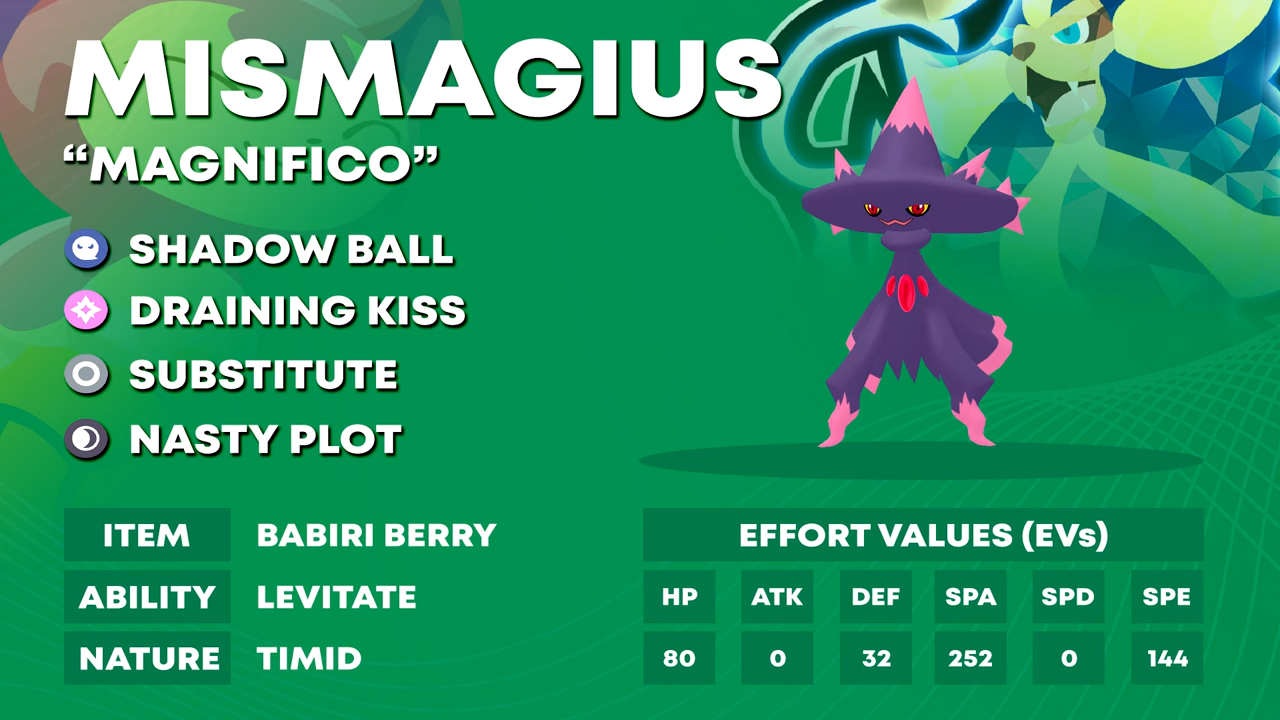 MISMAGIUS
“MAGNIFICO”
SHADOW BALL
DRAINING KISS
SUBSTITUTE
NASTY PLOT
ITEM BABIRI BERRY
ABILITY LEVITATE
NATURE TIMID
EFFORT VALUES (EVs)
HP ATK DEF SPA SPD SPE
80 0 32 252 0 144